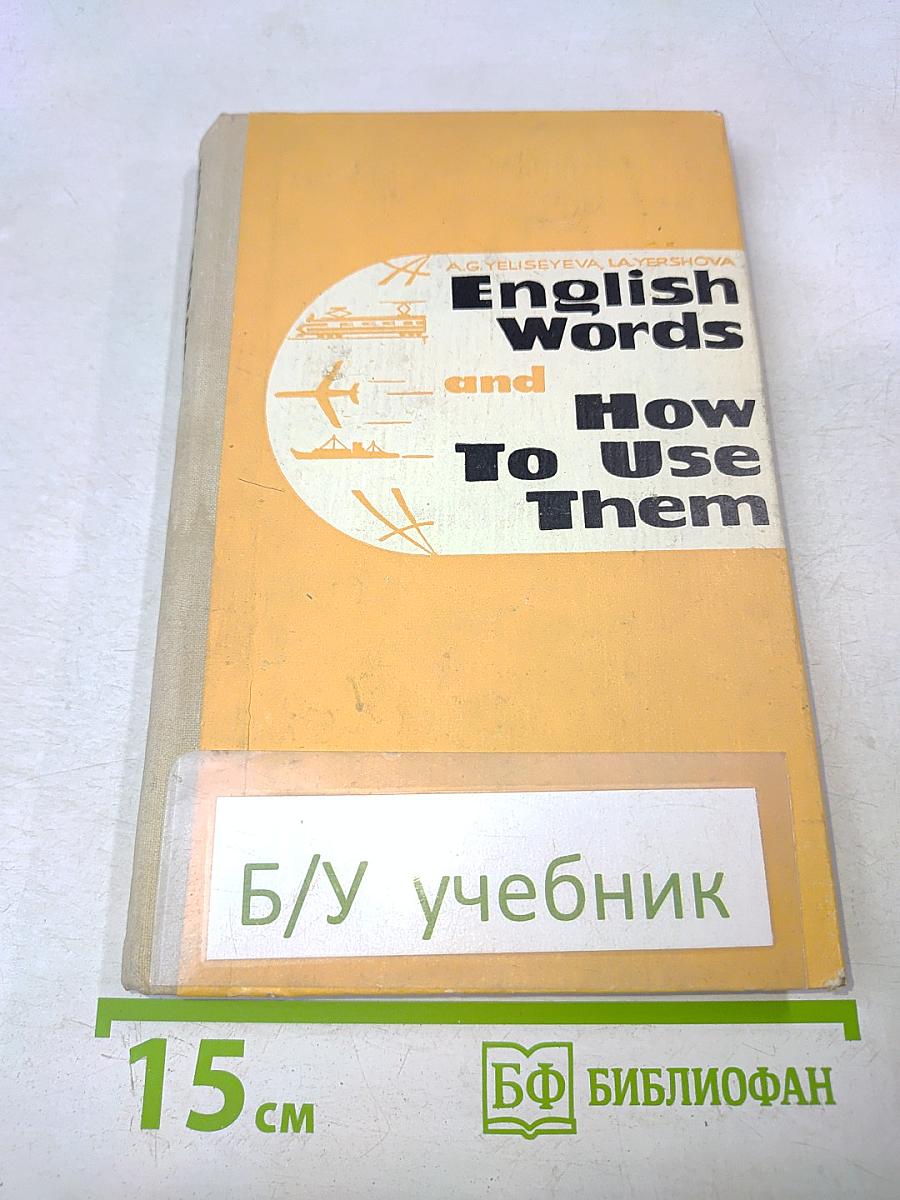 A.G. YELISEYEVA, I.A. YERSHOVA
English
Words
and
How
To Use
Them
Б/У учебник
15 см
БФ БИБЛИОФАН